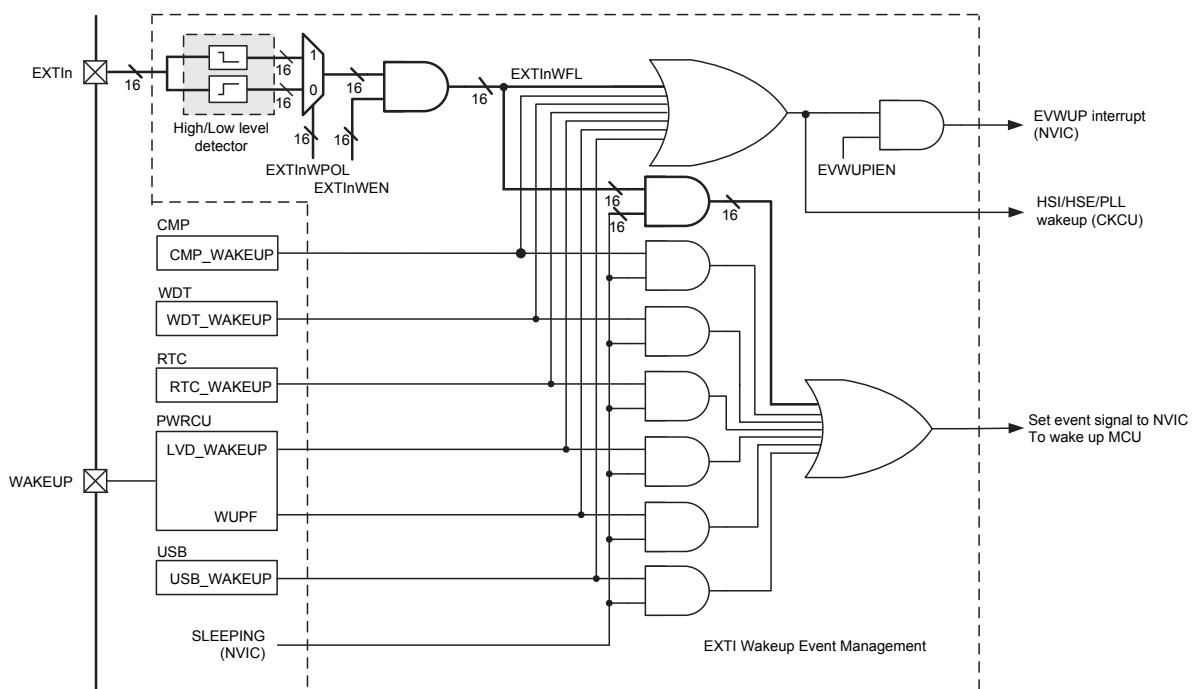 EXTIn
16
16
1
16
0
16
High/Low level
detector
16
EXTInWPOL
16
EXTInWEN
16
EXTInWFL
EVWUP interrupt
(NVIC)
EVWUPIEN
16
16
16
HSI/HSE/PLL
wakeup (CKCU)
CMP
CMP_WAKEUP
WDT
WDT_WAKEUP
RTC
RTC_WAKEUP
PWRCU
LVD_WAKEUP
WAKEUP
WUPF
Set event signal to NVIC
To wake up MCU
USB
USB_WAKEUP
SLEEPING
(NVIC)
EXTI Wakeup Event Management